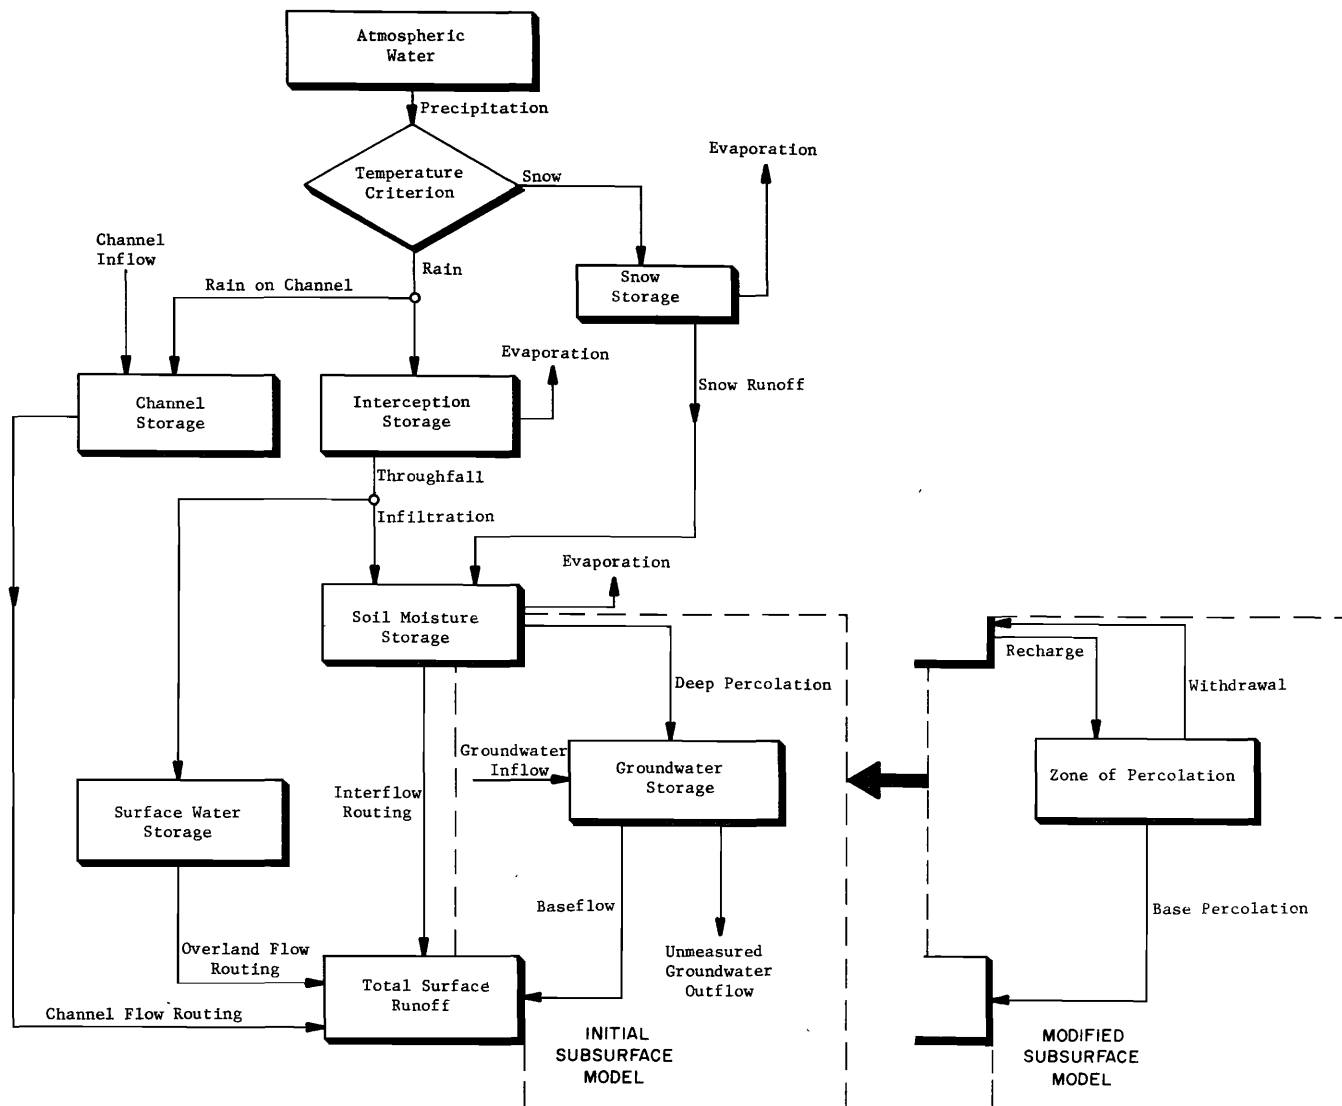 Atmospheric
Water
Precipitation
Evaporation
Temperature
Criterion
Snow
Channel
Inflow
Rain
Rain on Channel
Snow
Storage
Evaporation
Snow Runoff
Channel
Storage
Interception
Storage
Throughfall
Infiltration
Evaporation
Soil Moisture
Storage
Recharge
Deep Percolation
Withdrawal
Groundwater
Inflow
Groundwater
Storage
Zone of Percolation
Interflow
Routing
Surface Water
Storage
Baseflow
Base Percolation
Overland Flow
Routing
Unmeasured
Groundwater
Outflow
Total Surface
Runoff
Channel Flow Routing
INITIAL
SUBSURFACE
MODEL
MODIFIED
SUBSURFACE
MODEL